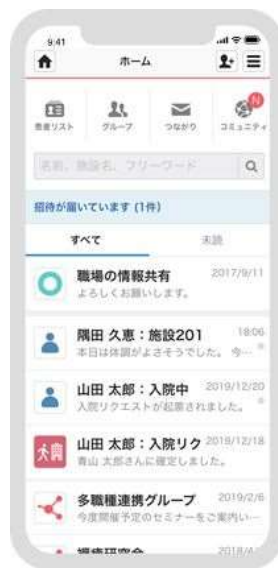 9:41
ホーム
患者リスト
グループ
つながり
コミュニティ
N
名前、施設名、フリーワード
招待が届いています (1件)
すべて
未読
職場の情報共有
2017/9/11
よろしくお願いします。
隅田 久恵：施設201
18:06
本日は体調がよさそうでした。 今…
山田 太郎：入院中
2019/12/20
入院リクエストが起票されました。
山田 太郎：入院リク
2019/12/18
青山 太郎さんに確定しました。
多職種連携グループ
2019/2/6
今度開催予定のセミナーをご案内い…